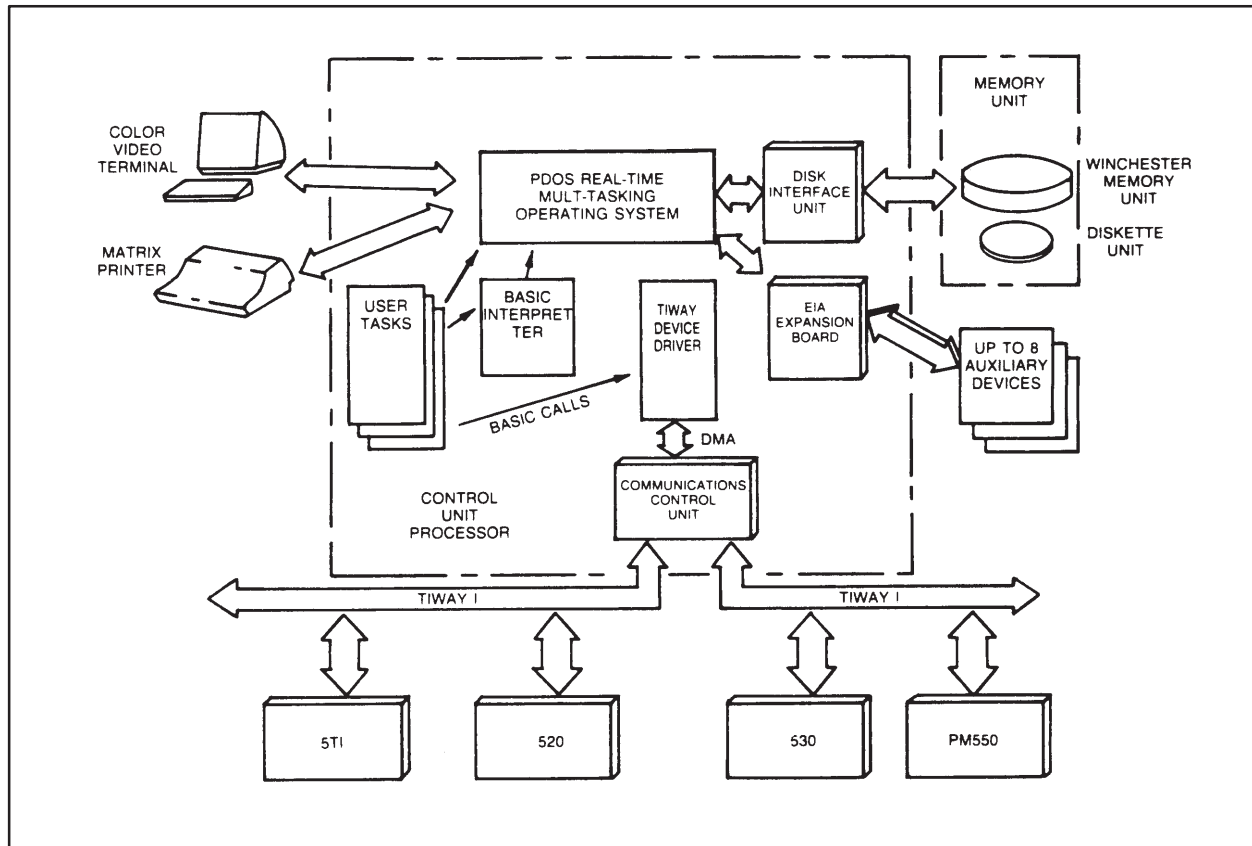 COLOR
VIDEO
TERMINAL
MATRIX
PRINTER
PDOS REAL-TIME
MULT-TASKING
OPERATING SYSTEM
DISK
INTERFACE
UNIT
MEMORY
UNIT
WINCHESTER
MEMORY
UNIT
DISKETTE
UNIT
USER
TASKS
BASIC
INTERPRET
TER
TIWAY
DEVICE
DRIVER
EIA
EXPANSION
BOARD
UP TO 8
AUXILIARY
DEVICES
BASIC CALLS
DMA
COMMUNICATIONS
CONTROL
UNIT
CONTROL
UNIT
PROCESSOR
TIWAY I
TIWAY I
5TI
520
530
PM550